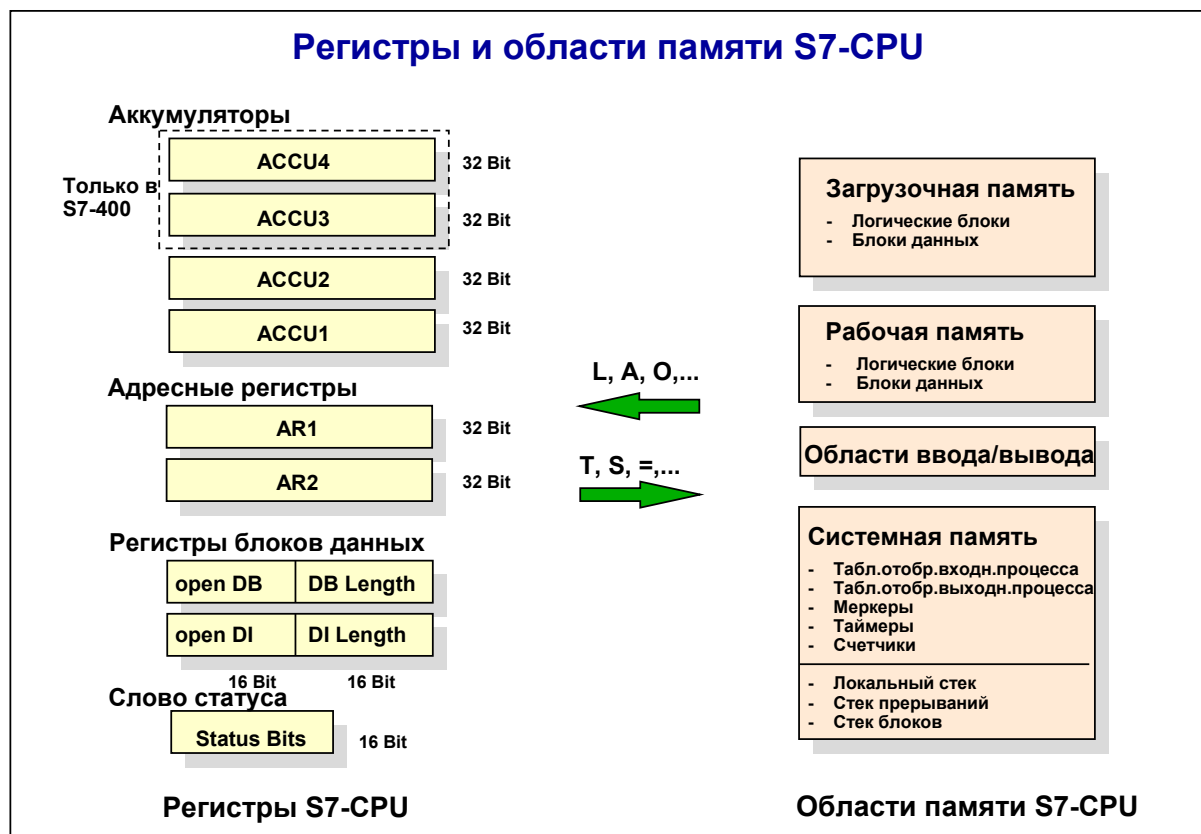 Регистры и области памяти S7-CPU
Аккумуляторы
ACCU4
32 Bit
Только в
S7-400
ACCU3
32 Bit
ACCU2
32 Bit
ACCU1
32 Bit
Адресные регистры
AR1
32 Bit
AR2
32 Bit
Регистры блоков данных
open DB
DB Length
open DI
DI Length
16 Bit
16 Bit
Слово статуса
Status Bits
16 Bit
Регистры S7-CPU
L, A, O,...
T, S, =,...
Загрузочная память
- Логические блоки
- Блоки данных
Рабочая память
- Логические блоки
- Блоки данных
Области ввода/вывода
Системная память
- Табл.отобр.входн.процесса
- Табл.отобр.выходн.процесса
- Меркеры
- Таймеры
- Счетчики
- Локальный стек
- Стек прерываний
- Стек блоков
Области памяти S7-CPU